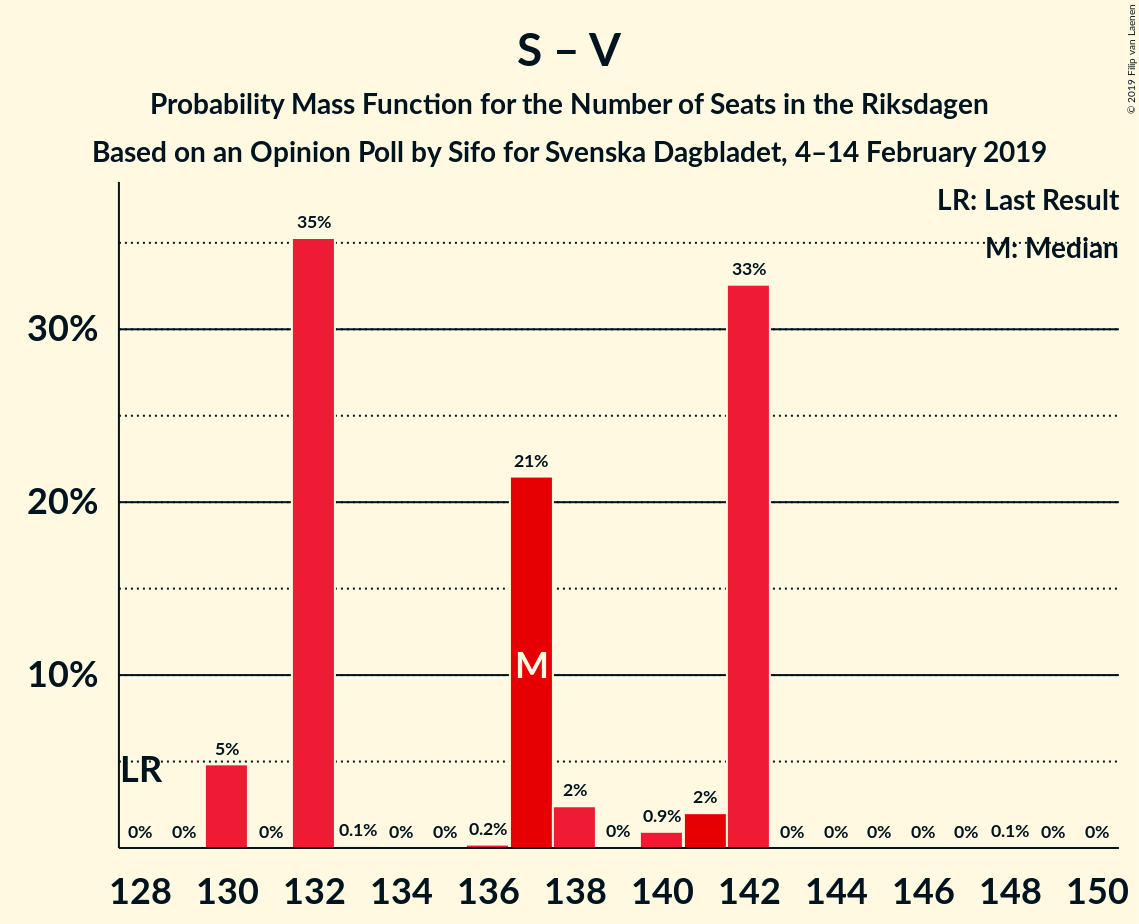 S – V
Probability Mass Function for the Number of Seats in the Riksdagen
Based on an Opinion Poll by Sifo for Svenska Dagbladet, 4–14 February 2019
© 2019 Filip van Laenen
LR: Last Result
M: Median
30%
20%
10%
LR
M
0% 0% 5% 0% 35% 0.1% 0% 0% 0.2% 21% 2% 0% 0.9% 2% 33% 0% 0% 0% 0% 0% 0.1% 0% 0%
128 130 132 134 136 138 140 142 144 146 148 150